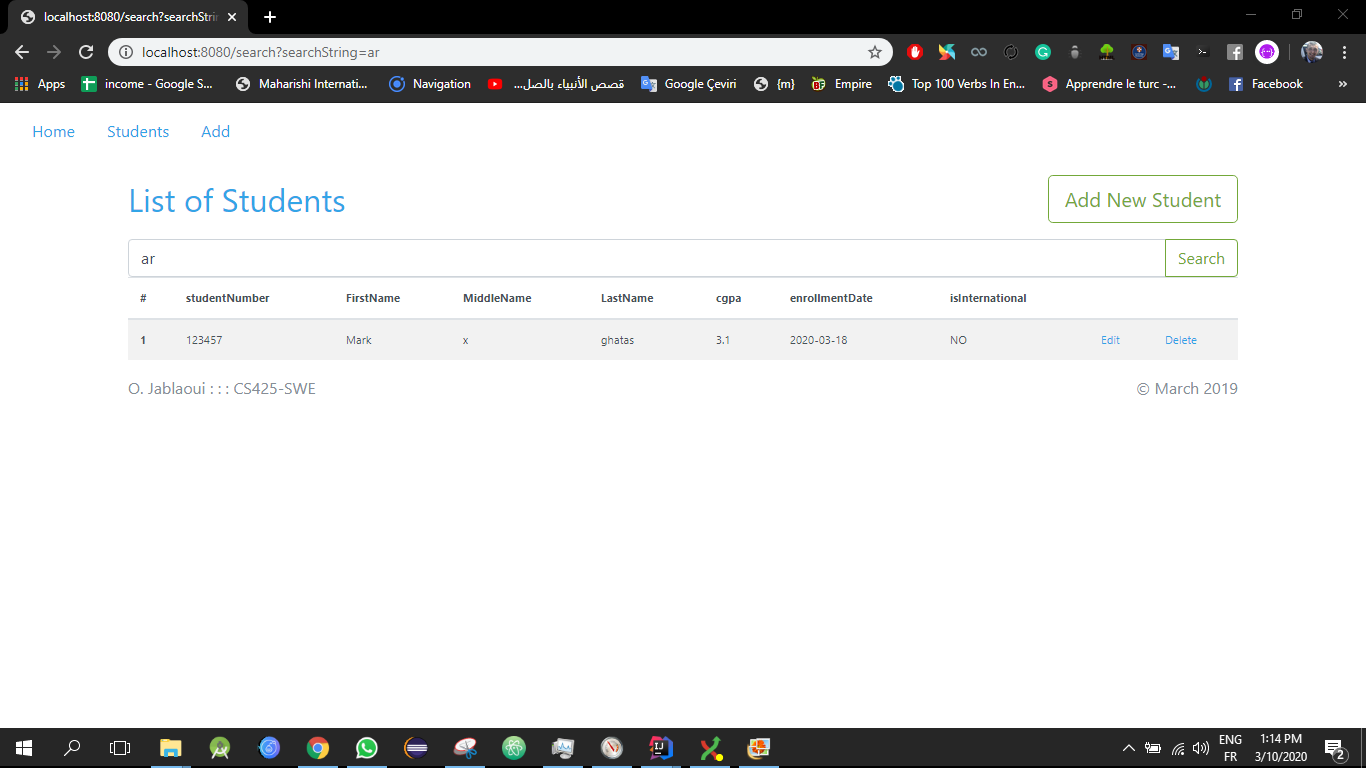 localhost:8080/search?searchStrin
localhost:8080/search?searchString=ar
Apps income - Google S... Maharishi Internati... Navigation قصص الأنبياء بالصل... Google Çeviri {m} Empire Top 100 Verbs In En... Apprendre le turc -... Facebook »
Home Students Add
List of Students Add New Student
ar Search
# studentNumber FirstName MiddleName LastName cgpa enrollmentDate isInternational
1 123457 Mark x ghatas 3.1 2020-03-18 NO Edit Delete
O. Jablaoui : : : CS425-SWE © March 2019
ENG 1:14 PM
FR 3/10/2020 2